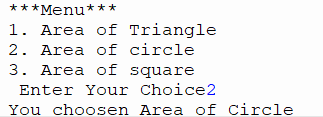 ***Menu***
1. Area of Triangle
2. Area of circle
3. Area of square
Enter Your Choice2
You choosen Area of Circle